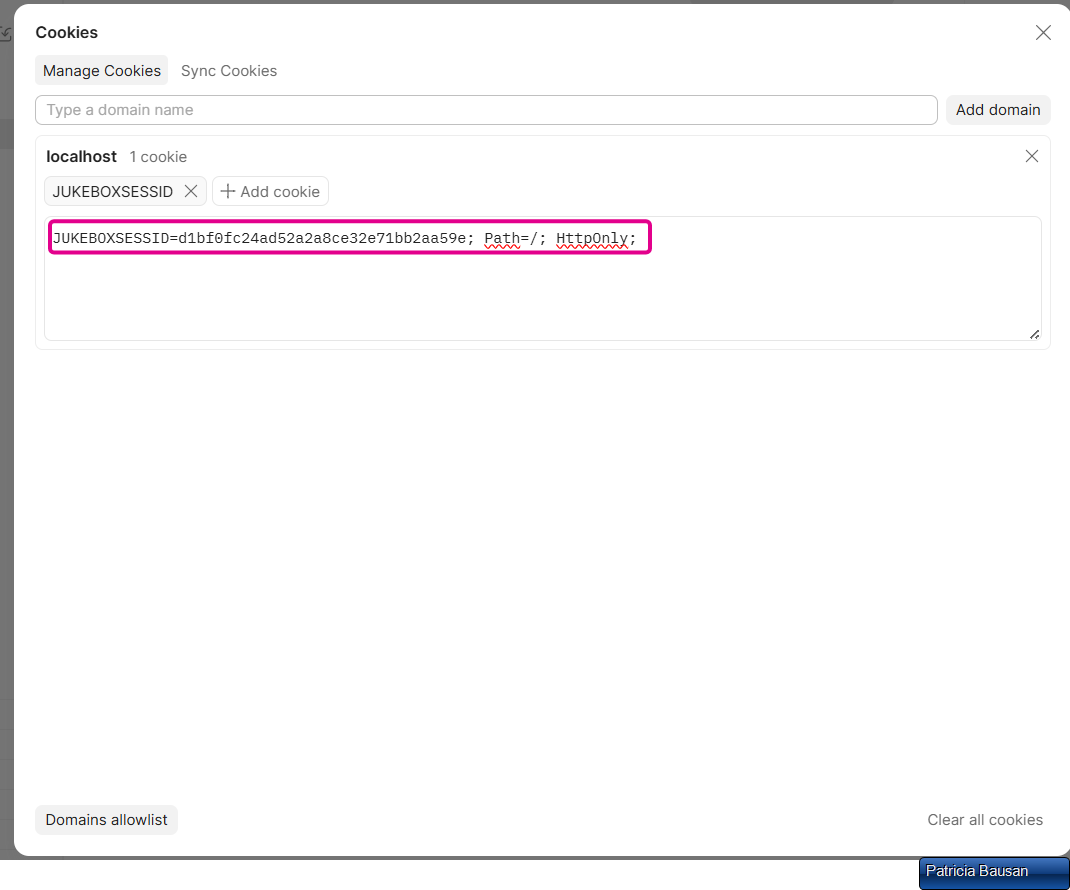 Cookies
Manage Cookies Sync Cookies
Type a domain name Add domain
localhost 1 cookie
JUKEBOXSESSID Add cookie
JUKEBOXSESSID=d1bf0fc24ad52a2a8ce32e71bb2aa59e; Path=/; HttpOnly;
Domains allowlist Clear all cookies
Patricia Bausan